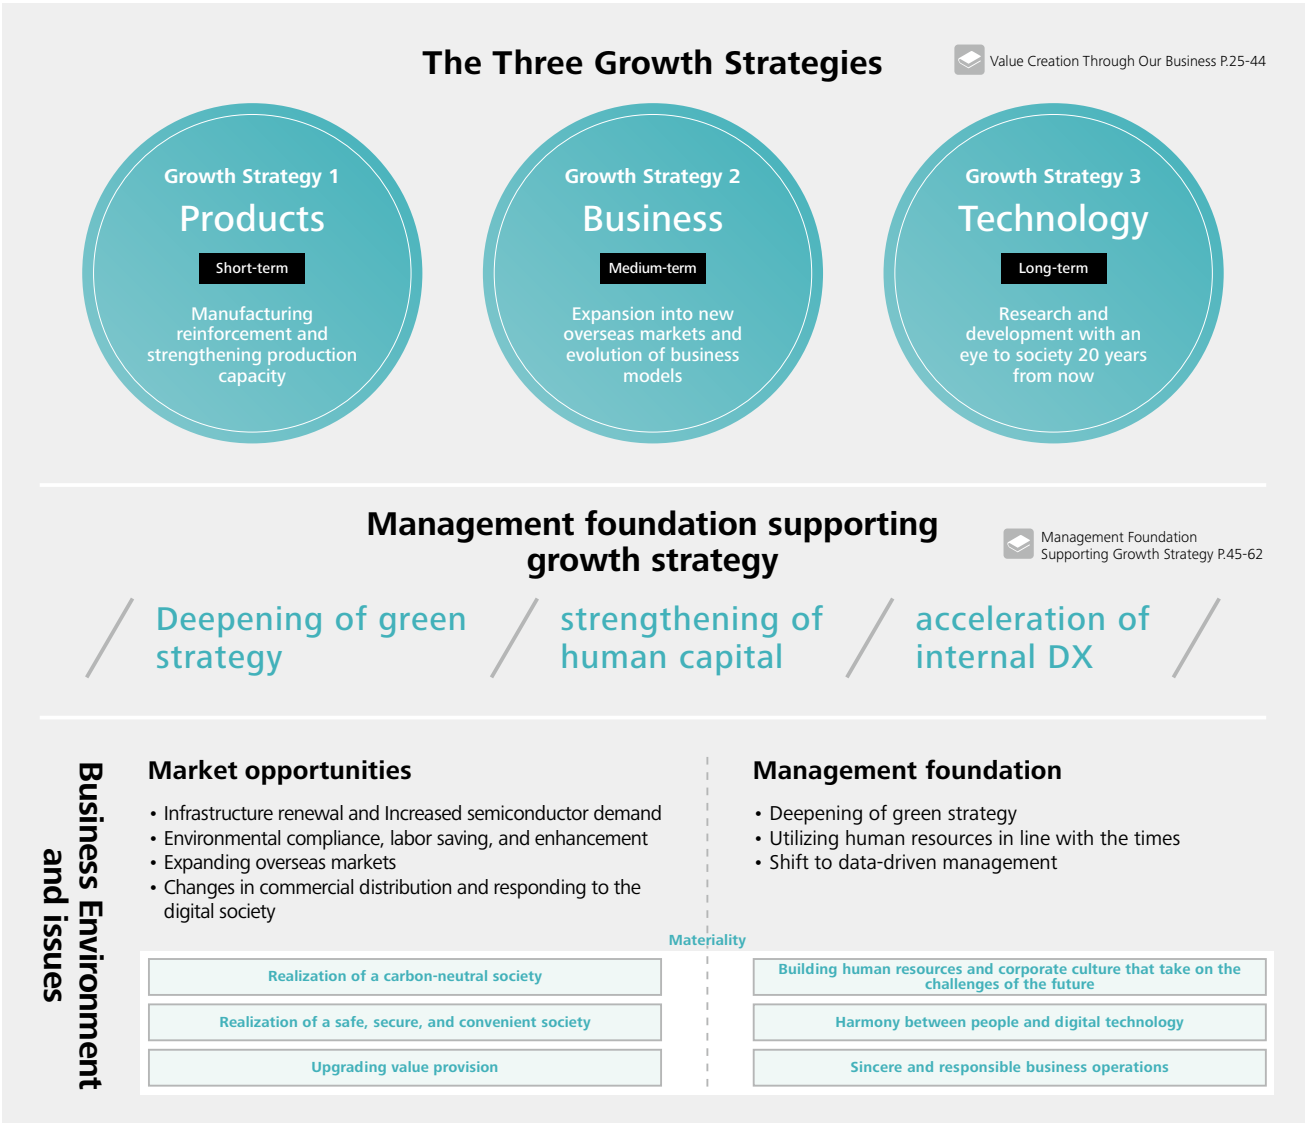 The Three Growth Strategies
Value Creation Through Our Business P.25-44
Growth Strategy 1
Products
Short-term
Manufacturing
reinforcement and
strengthening production
capacity
Growth Strategy 2
Business
Medium-term
Expansion into new
overseas markets and
evolution of business
models
Growth Strategy 3
Technology
Long-term
Research and
development with an
eye to society 20 years
from now
Management foundation supporting
growth strategy
Management Foundation
Supporting Growth Strategy P.45-62
Deepening of green
strategy
strengthening of
human capital
acceleration of
internal DX
Business Environment
and issues
Market opportunities
• Infrastructure renewal and Increased semiconductor demand
• Environmental compliance, labor saving, and enhancement
• Expanding overseas markets
• Changes in commercial distribution and responding to the
digital society
Management foundation
• Deepening of green strategy
• Utilizing human resources in line with the times
• Shift to data-driven management
Materiality
Realization of a carbon-neutral society
Realization of a safe, secure, and convenient society
Upgrading value provision
Building human resources and corporate culture that take on the
challenges of the future
Harmony between people and digital technology
Sincere and responsible business operations